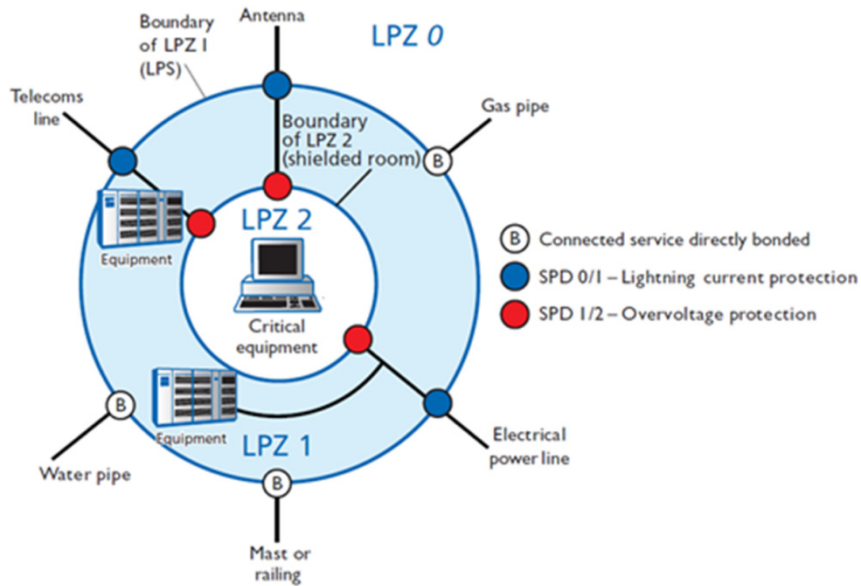 Antenna
LPZ 0
Boundary
of LPZ 1
(LPS)
Telecoms
line
Gas pipe
Boundary
of LPZ 2
(shielded room)
B
LPZ 2
B Connected service directly bonded
SPD 0/1 – Lightning current protection
SPD 1/2 – Overvoltage protection
Equipment
Critical
equipment
B
Equipment
LPZ 1
Electrical
power line
Water pipe
B
Mast or
railing